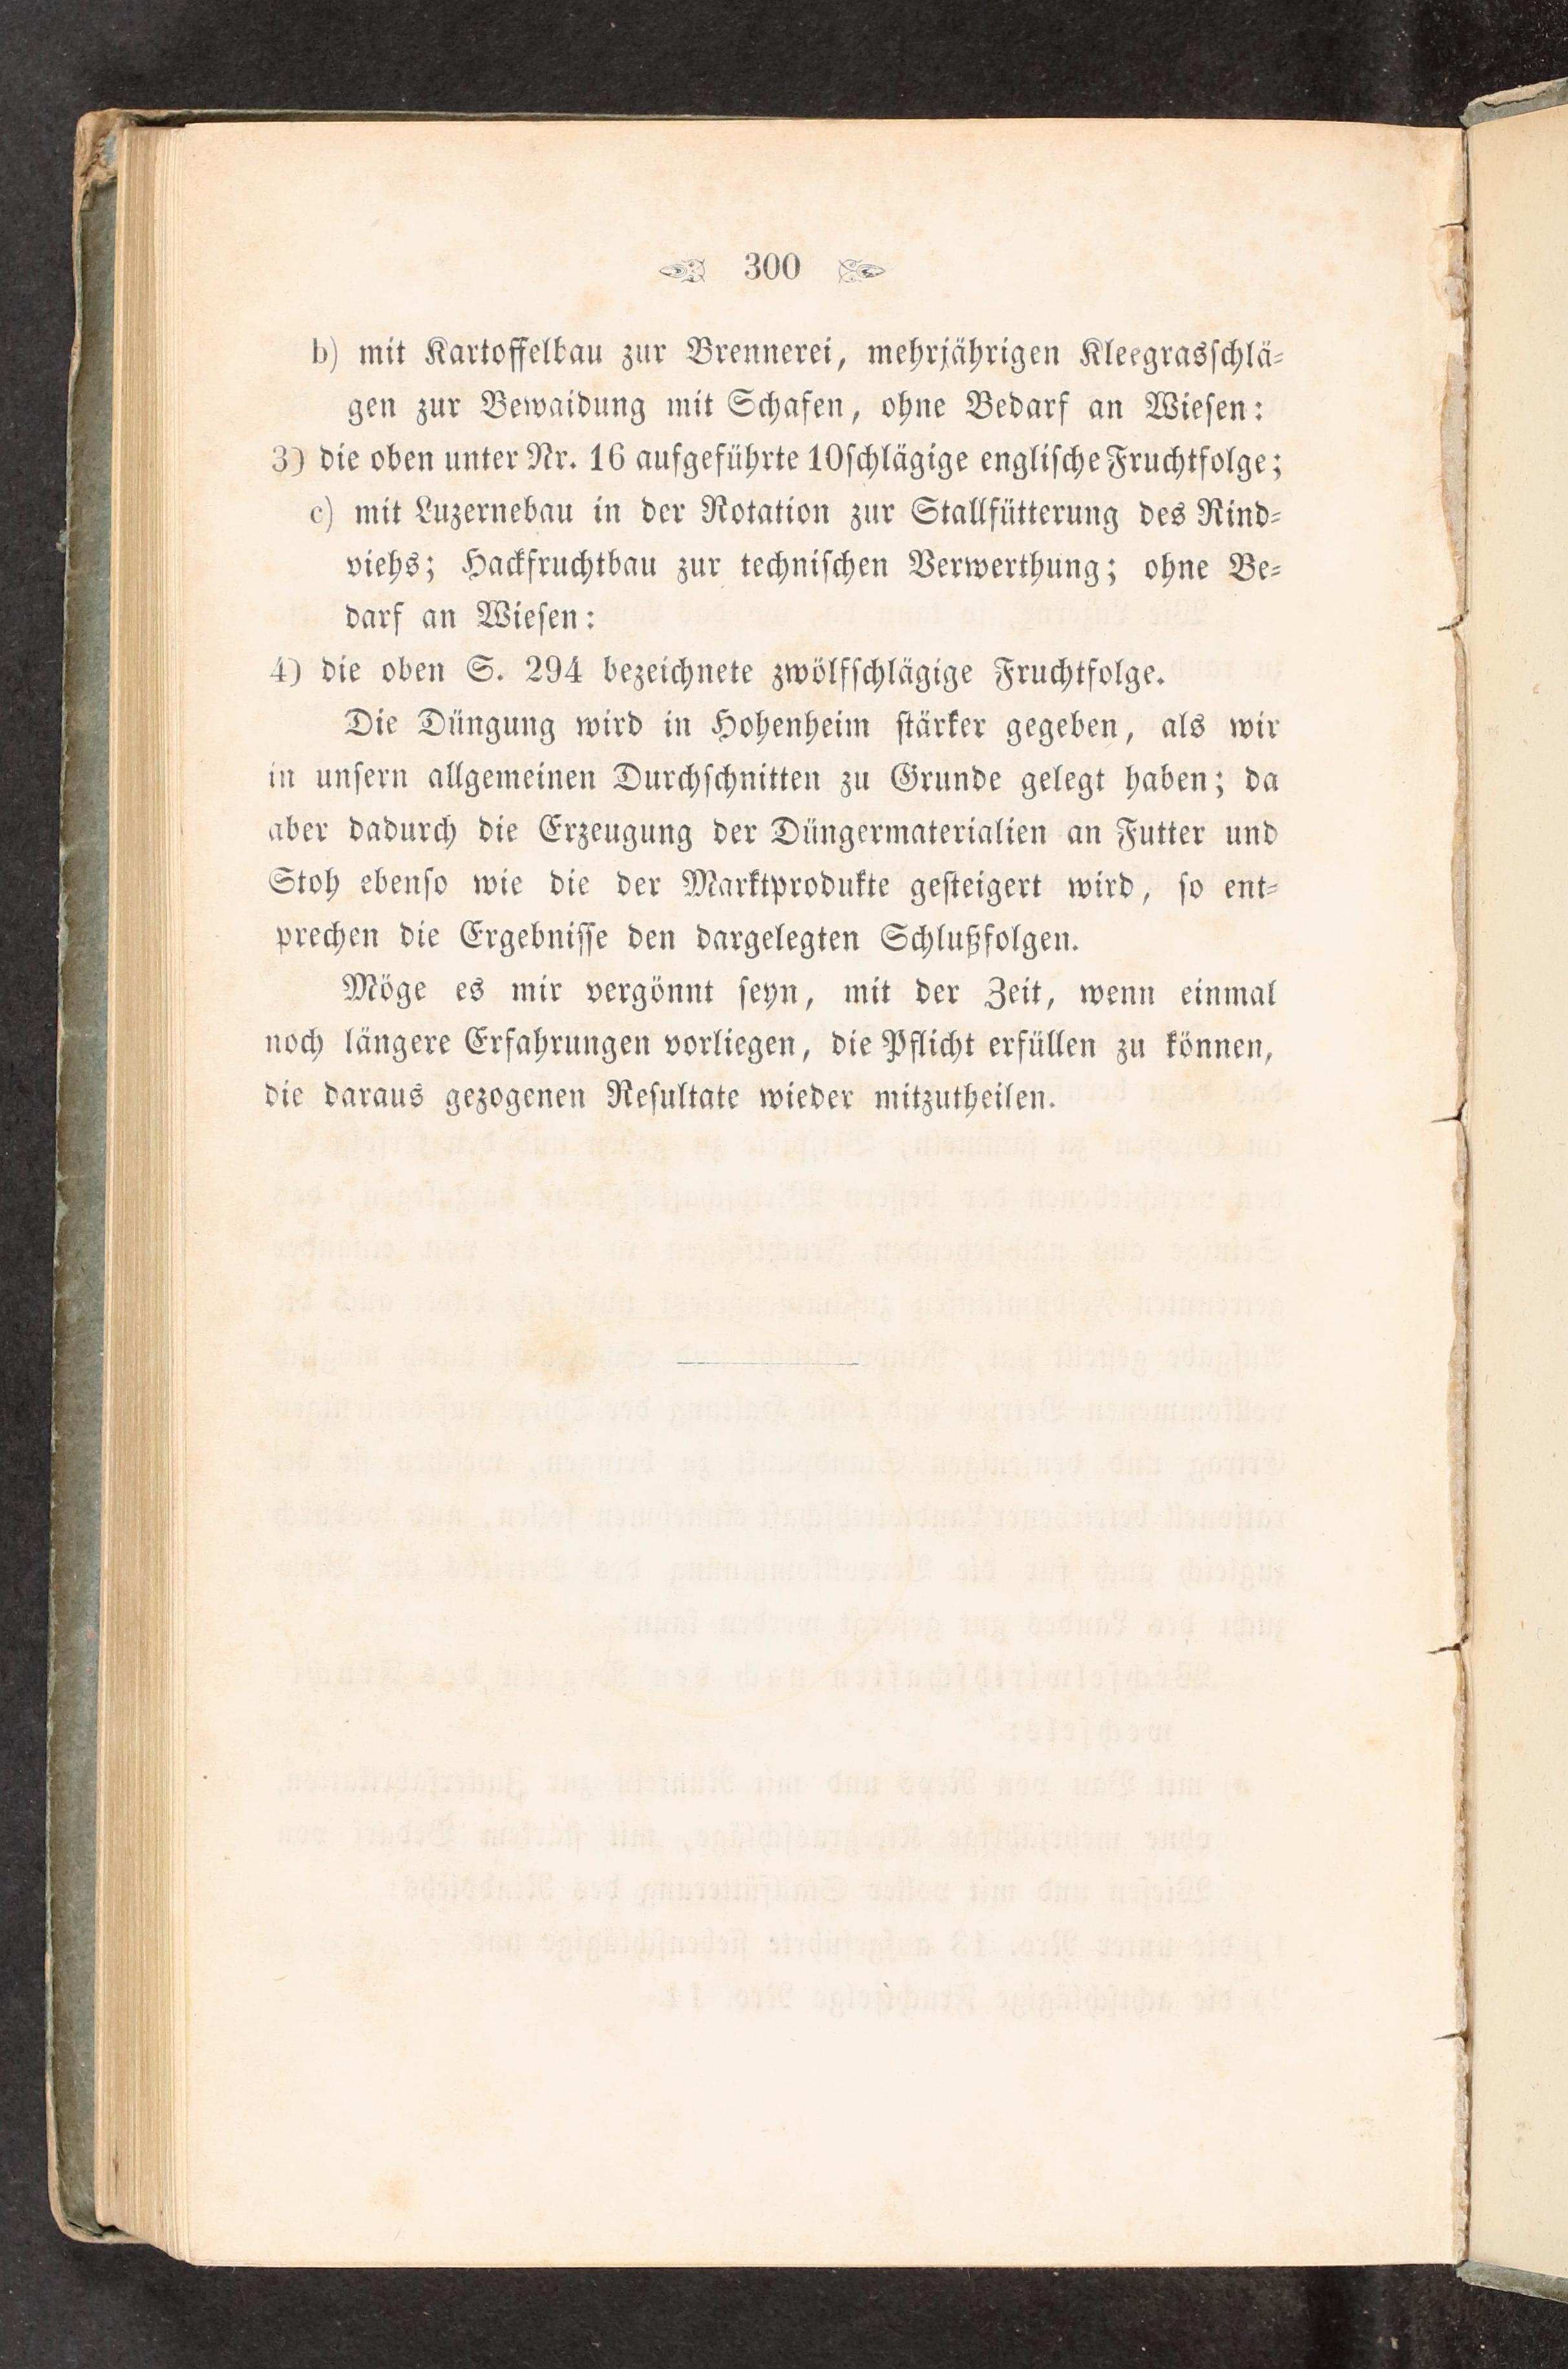 300
b) mit Kartoffelbau zur Brennerei, mehrjährigen Kleegrasschlä-
gen zur Bewaidung mit Schafen, ohne Bedarf an Wiesen:
3) die oben unter Nr. 16 aufgeführte 10schlägige englische Fruchtfolge;
c) mit Luzernebau in der Rotation zur Stallfütterung des Rind-
viehs; Hackfruchtbau zur technischen Verwerthung; ohne Be-
darf an Wiesen:
4) die oben S. 294 bezeichnete zwölfschlägige Fruchtfolge.
Die Düngung wird in Hohenheim stärker gegeben, als wir
in unsern allgemeinen Durchschnitten zu Grunde gelegt haben; da
aber dadurch die Erzeugung der Düngermaterialien an Futter und
Stoh ebenso wie die der Marktprodukte gesteigert wird, so ent-
prechen die Ergebnisse den dargelegten Schlußfolgen.
Möge es mir vergönnt seyn, mit der Zeit, wenn einmal
noch längere Erfahrungen vorliegen, die Pflicht erfüllen zu können,
die daraus gezogenen Resultate wieder mitzutheilen.